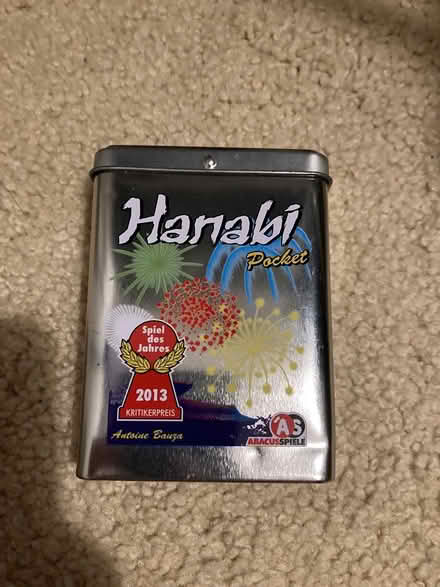 Hanabi
Pocket
Spiel
des
Jahres
2013
KRITIKERPREIS
Antoine Bauza
AS
ABACUSSPIELE